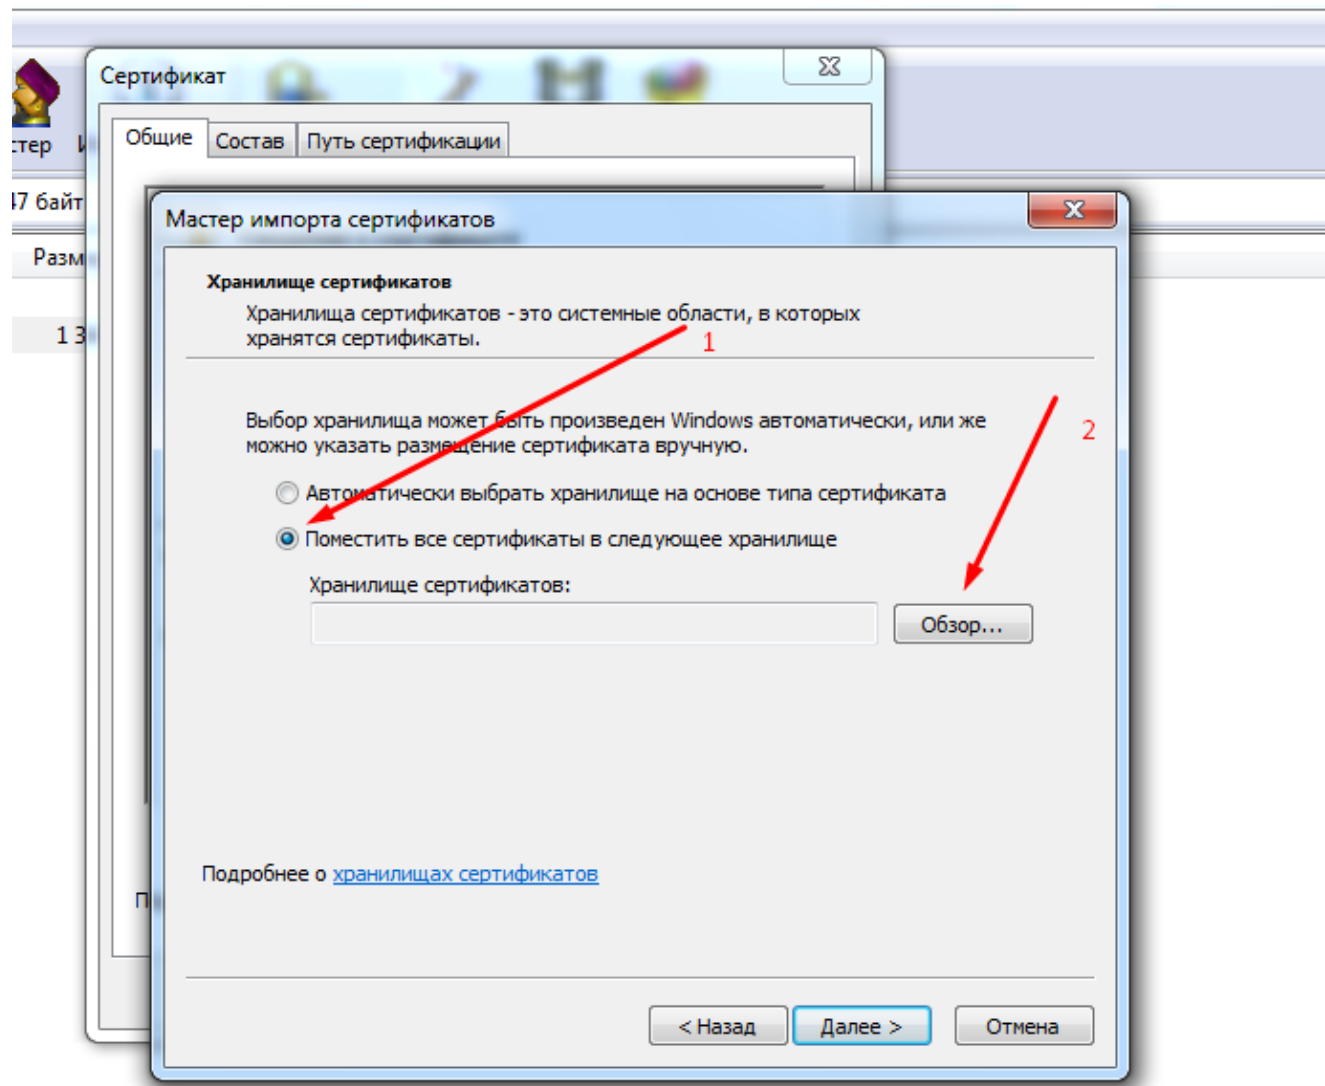 Сертификат
Общие
Состав
Путь сертификации
47 байт
Мастер импорта сертификатов
Хранилище сертификатов
Хранилища сертификатов - это системные области, в которых
хранятся сертификаты.
1
Выбор хранилища может быть произведен Windows автоматически, или же
можно указать размещение сертификата вручную.
2
Автоматически выбрать хранилище на основе типа сертификата
Поместить все сертификаты в следующее хранилище
Хранилище сертификатов:
Обзор...
Подробнее о хранилищах сертификатов
< Назад
Далее >
Отмена